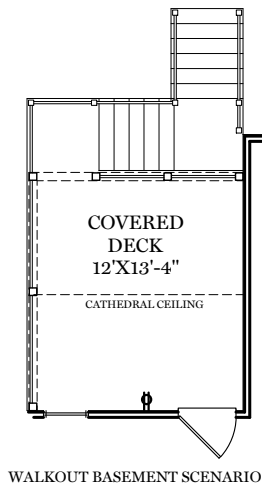 COVERED
DECK
12'X13'-4"
CATHEDRAL CEILING
WALKOUT BASEMENT SCENARIO